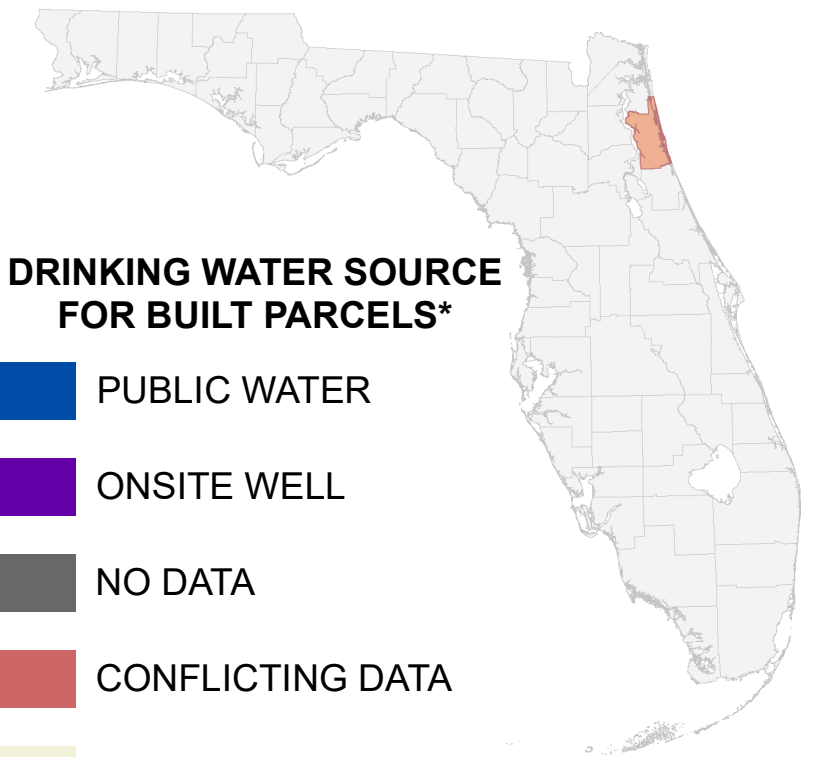 DRINKING WATER SOURCE
FOR BUILT PARCELS*
PUBLIC WATER
ONSITE WELL
NO DATA
CONFLICTING DATA